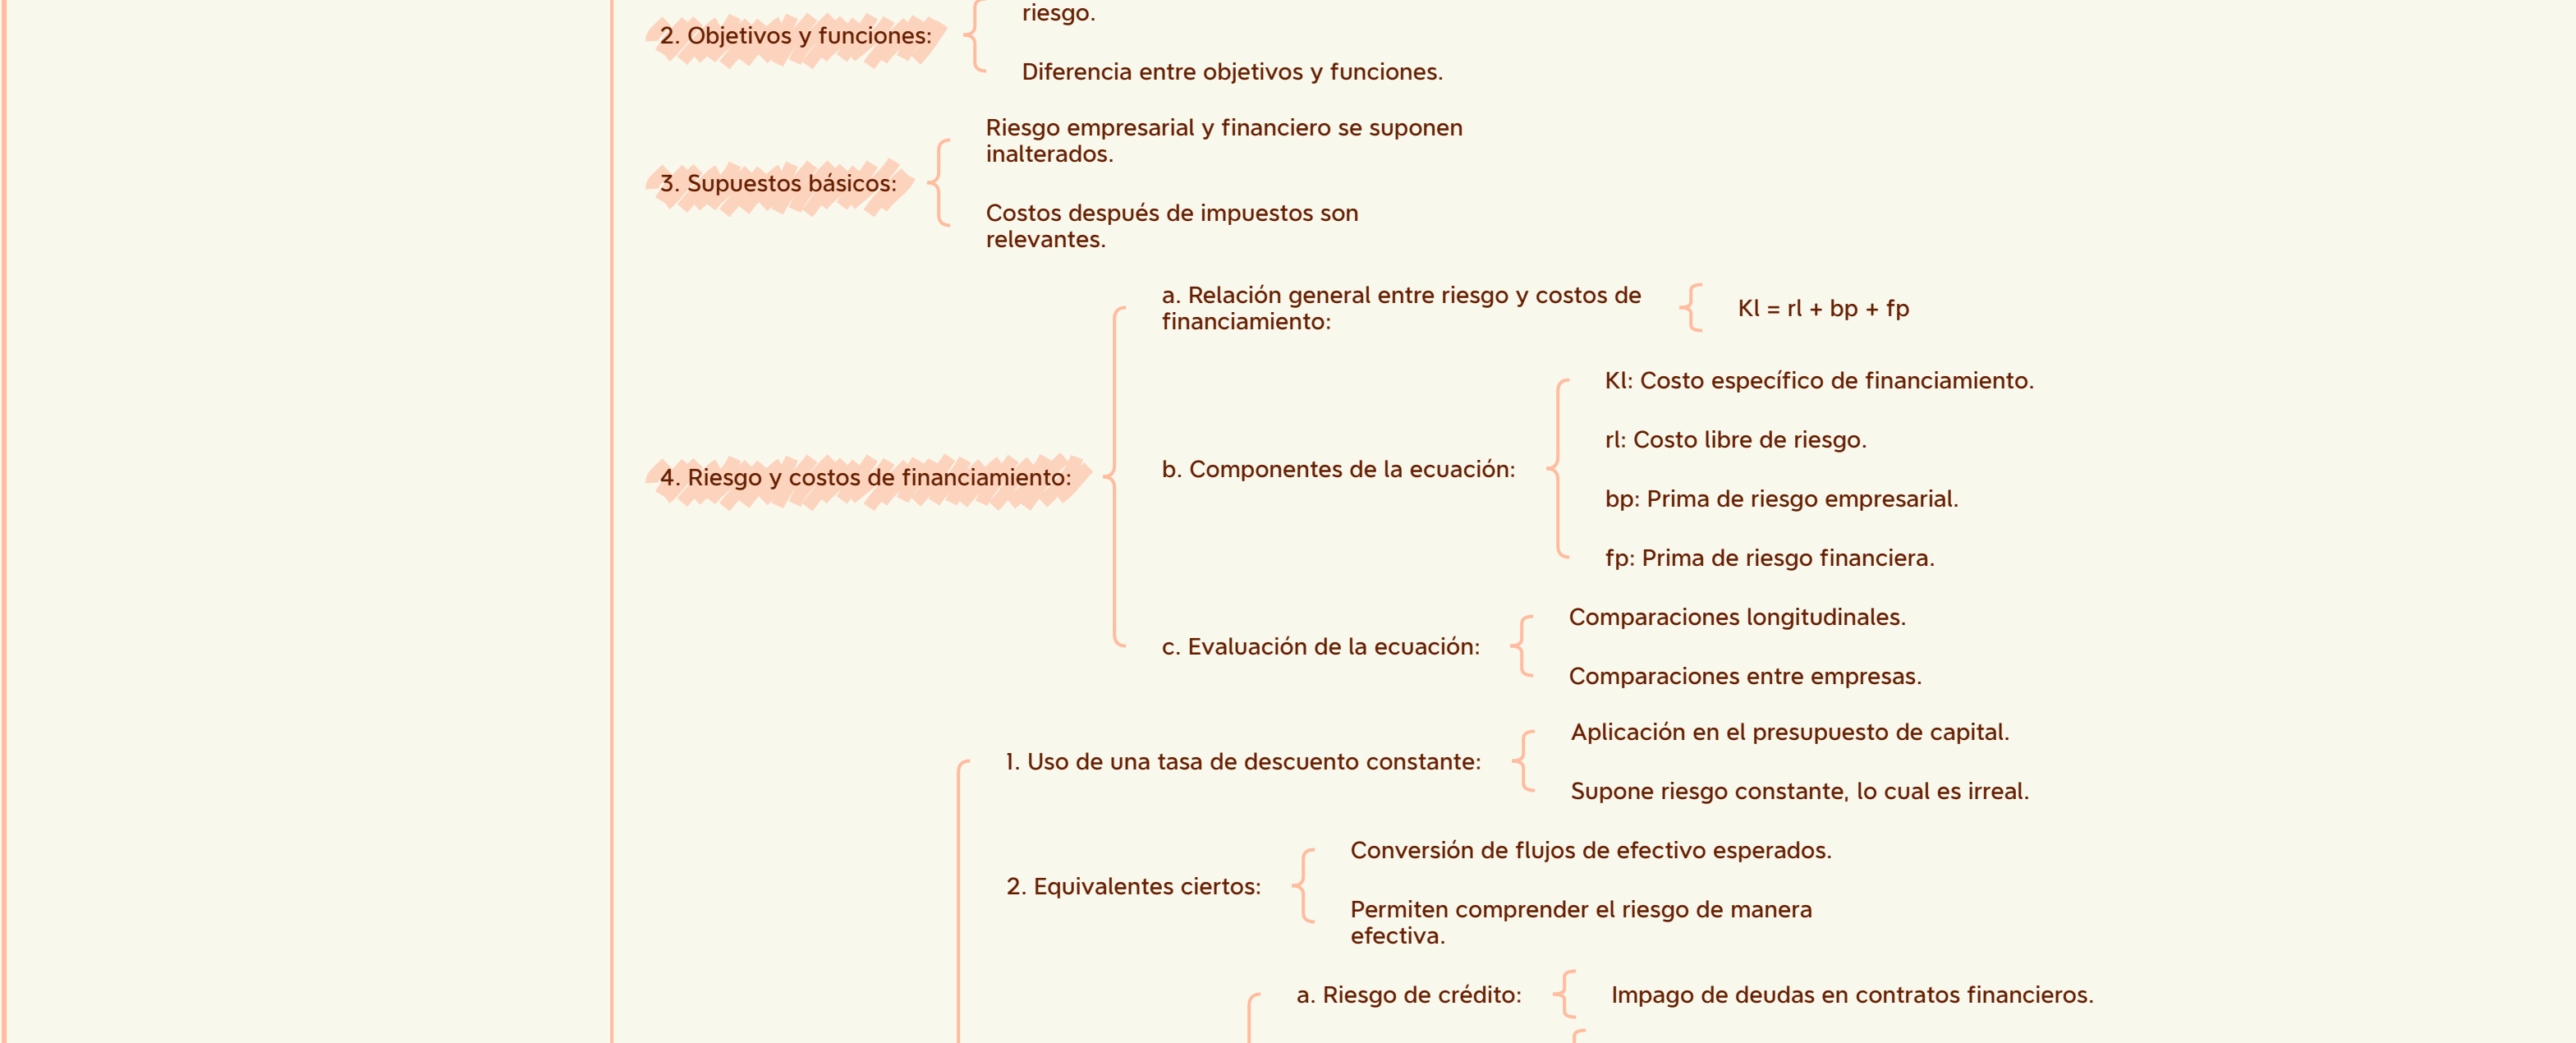 riesgo.
2. Objetivos y funciones:
Diferencia entre objetivos y funciones.
Riesgo empresarial y financiero se suponen
inalterados.
3. Supuestos básicos:
Costos después de impuestos son
relevantes.
a. Relación general entre riesgo y costos de
financiamiento:
Kl = rl + bp + fp
Kl: Costo específico de financiamiento.
rl: Costo libre de riesgo.
b. Componentes de la ecuación:
4. Riesgo y costos de financiamiento:
bp: Prima de riesgo empresarial.
fp: Prima de riesgo financiera.
Comparaciones longitudinales.
c. Evaluación de la ecuación:
Comparaciones entre empresas.
Aplicación en el presupuesto de capital.
1. Uso de una tasa de descuento constante:
Supone riesgo constante, lo cual es irreal.
Conversión de flujos de efectivo esperados.
2. Equivalentes ciertos:
Permiten comprender el riesgo de manera
efectiva.
a. Riesgo de crédito:
Impago de deudas en contratos financieros.